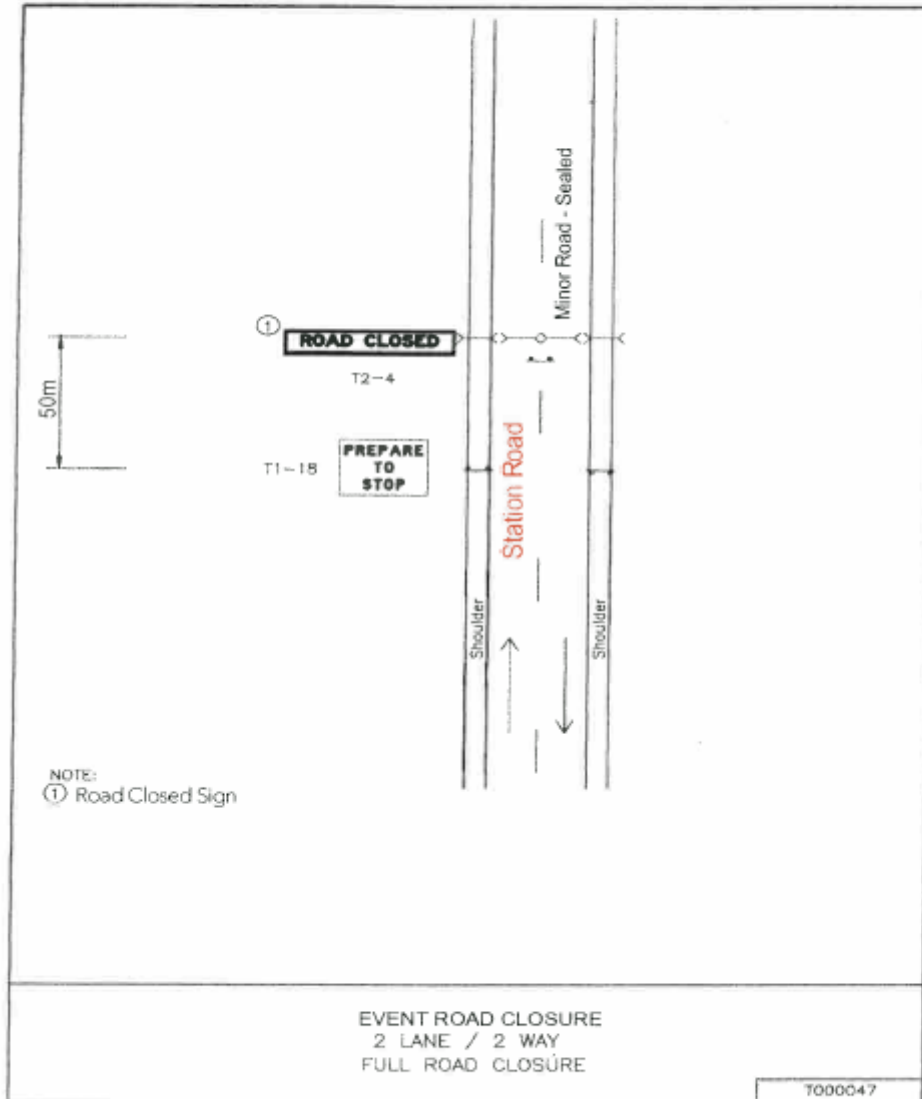 Minor Road - Sealed
1
ROAD CLOSED
T2-4
50m
T1-18
PREPARE
TO
STOP
Station Road
Shoulder
Shoulder
NOTE:
1 Road Closed Sign
EVENT ROAD CLOSURE
2 LANE / 2 WAY
FULL ROAD CLOSURE
T000047